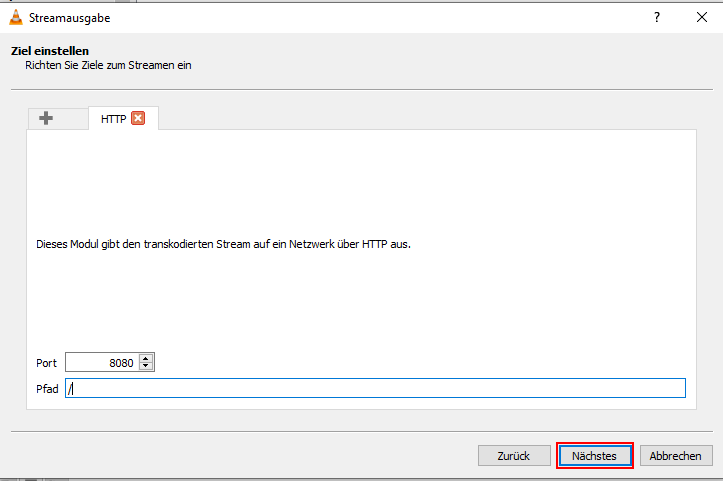 Streamausgabe
?
Ziel einstellen
Richten Sie Ziele zum Streamen ein
HTTP
Dieses Modul gibt den transkodierten Stream auf ein Netzwerk über HTTP aus.
Port 8080
Pfad /
Zurück Nächstes Abbrechen